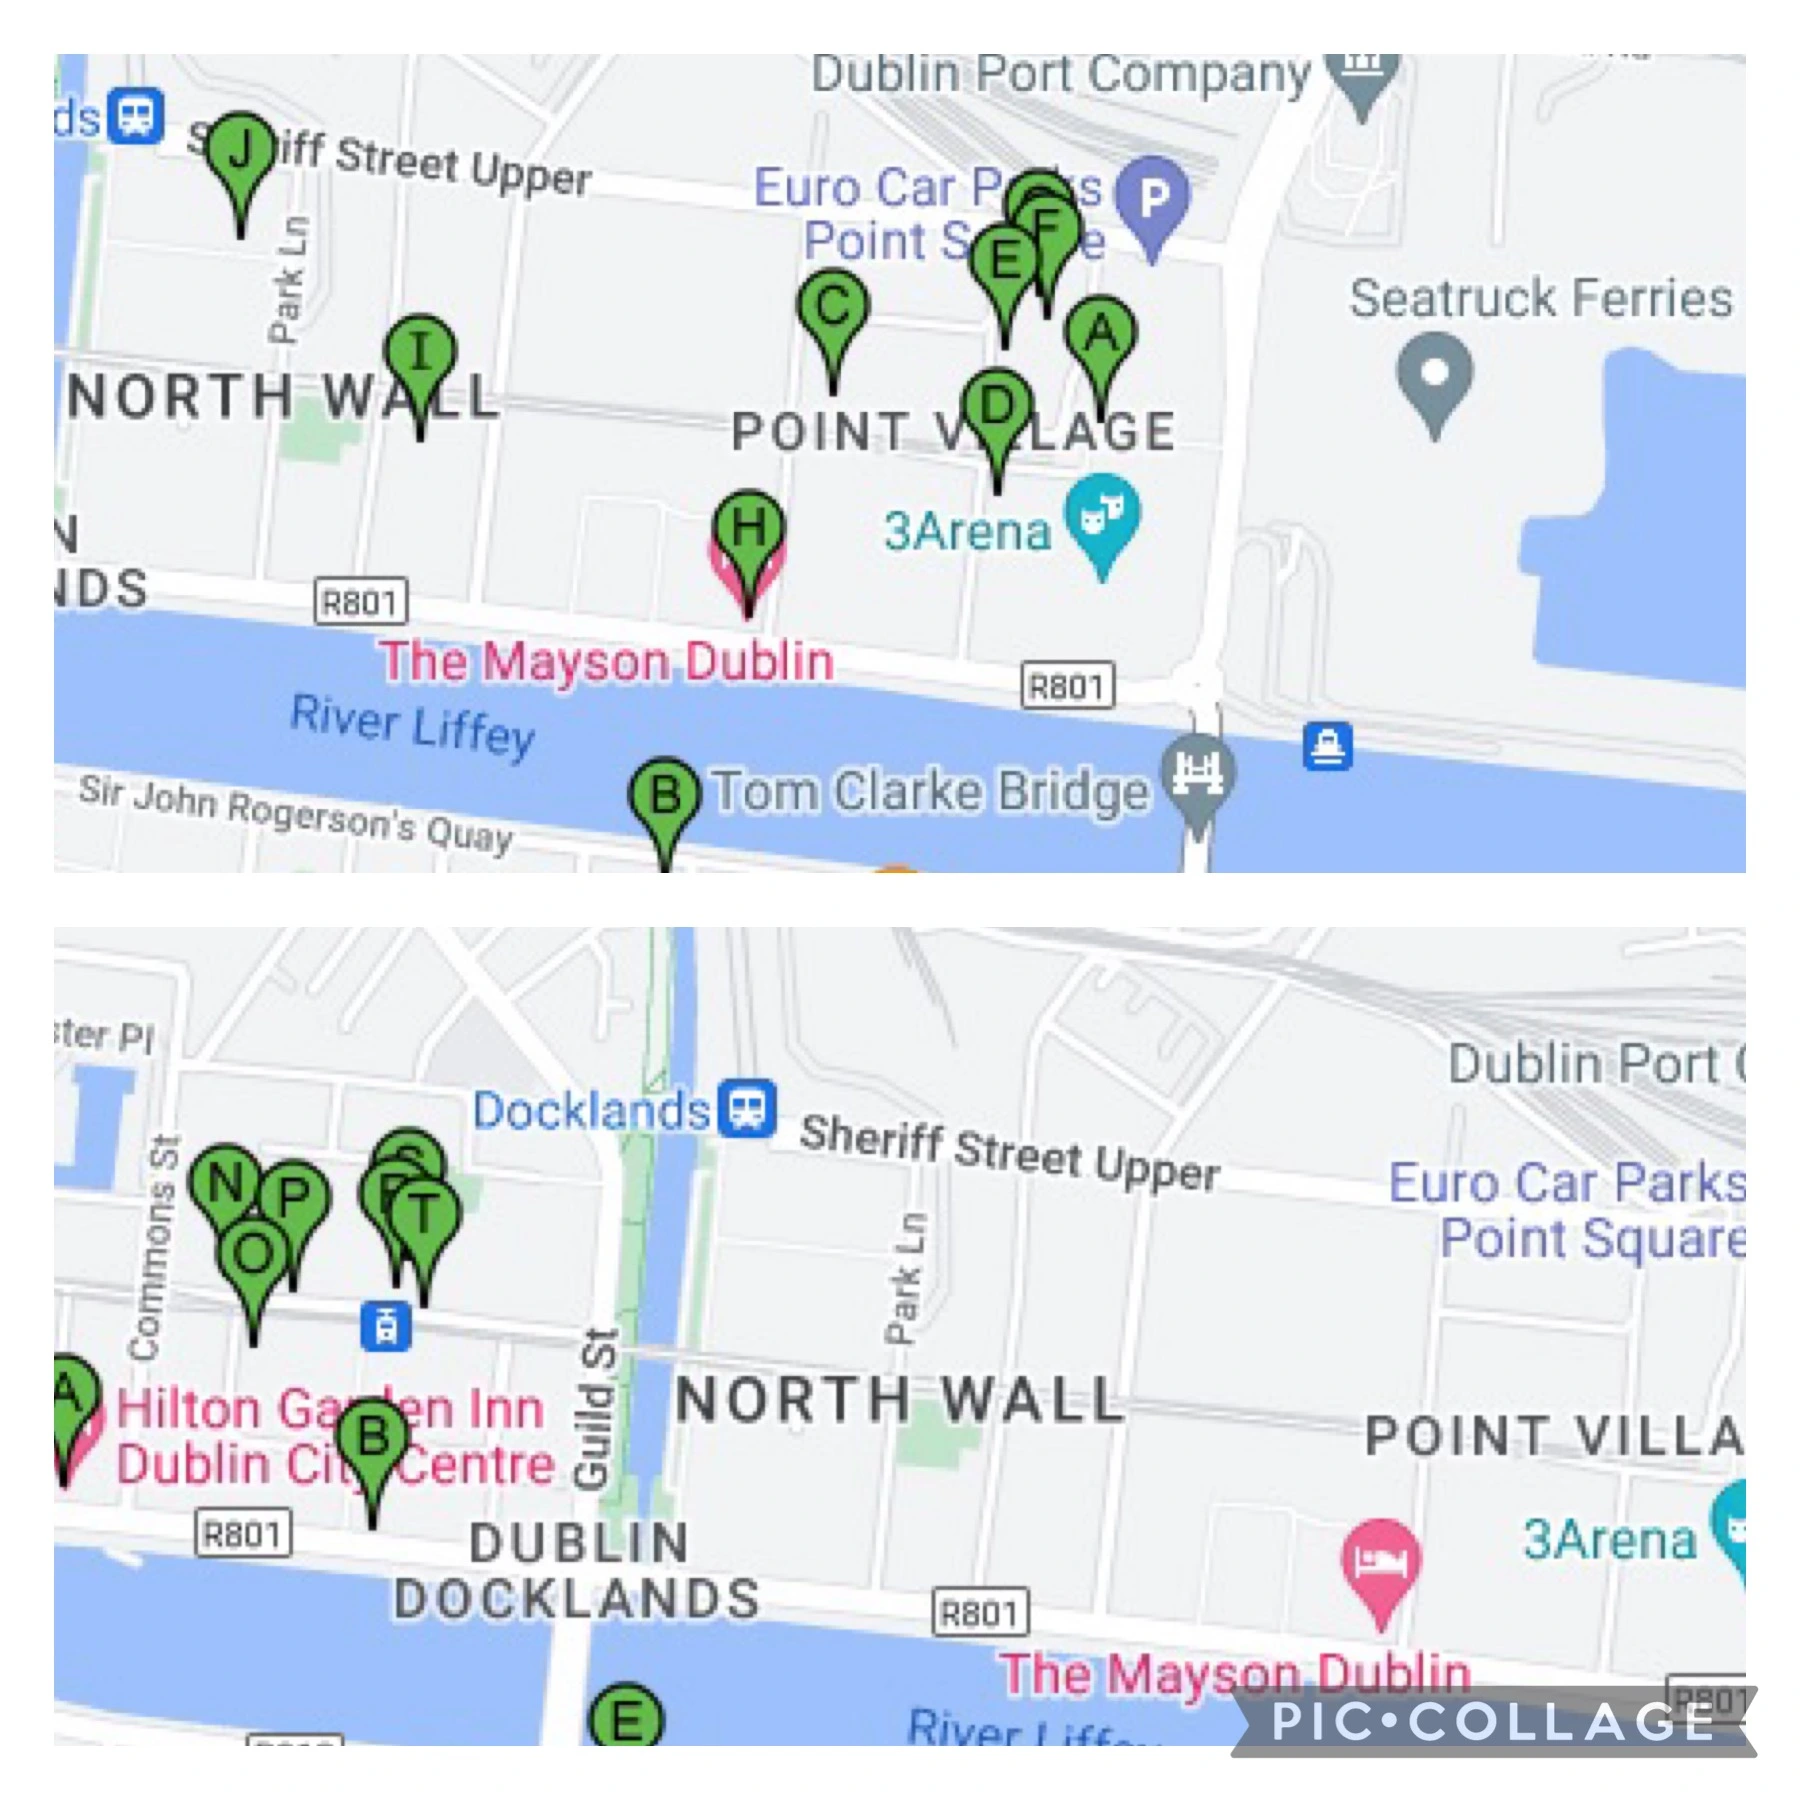 Dublin Port Company
ds
J
iff Street Upper
Euro Car
Point
F
E
C
A
Park Ln
Seatruck Ferries
I
NORTH WALL
D
POINT VILLAGE
H
3Arena
N
NDS
R801
The Mayson Dublin
R801
River Liffey
B
Tom Clarke Bridge
Sir John Rogerson's Quay
ster Pl
Dublin Port
Docklands
Sheriff Street Upper
Commons St
N
P
S
T
O
Euro Car Parks
Point Square
Park Ln
Guild St
A
Hilton Garden Inn
Dublin City Centre
B
NORTH WALL
POINT VILLA
R801
DUBLIN
DOCKLANDS
3Arena
R801
The Mayson Dublin
R801
E
River Liffey
PIC•COLLAGE